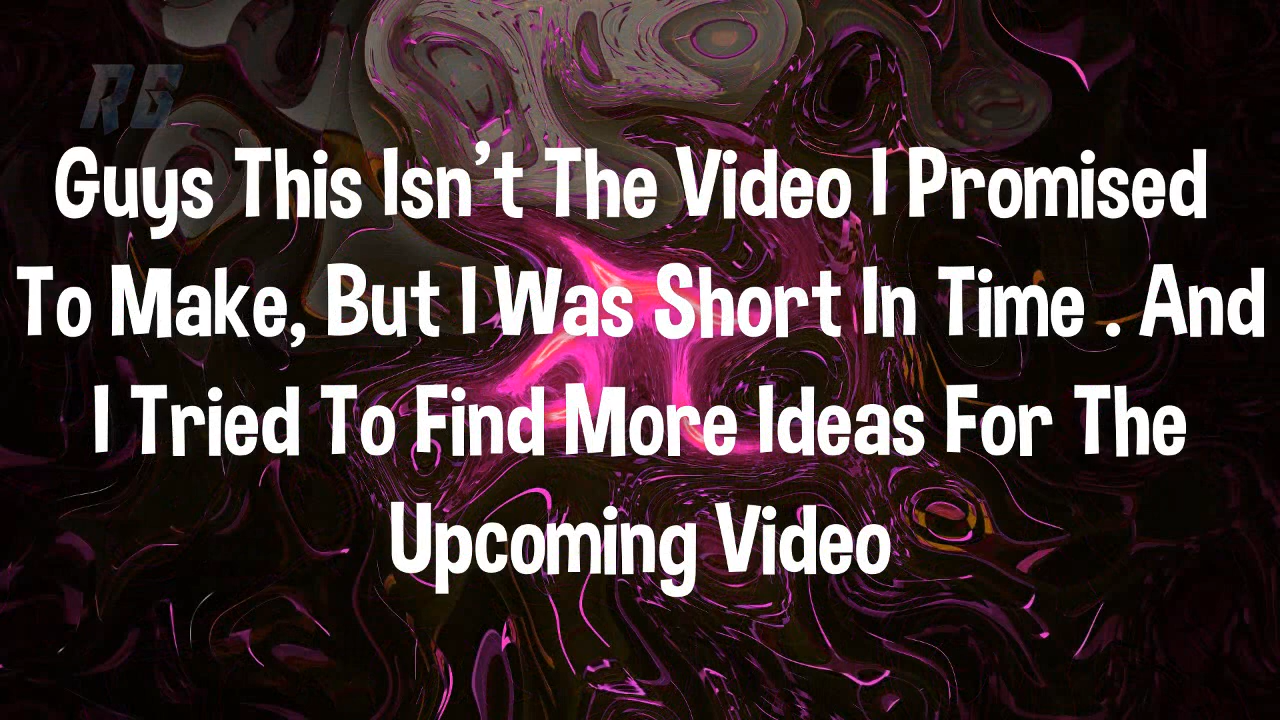 RG
Guys This Isn't The Video I Promised
To Make, But I Was Short In Time . And
I Tried To Find More Ideas For The
Upcoming Video